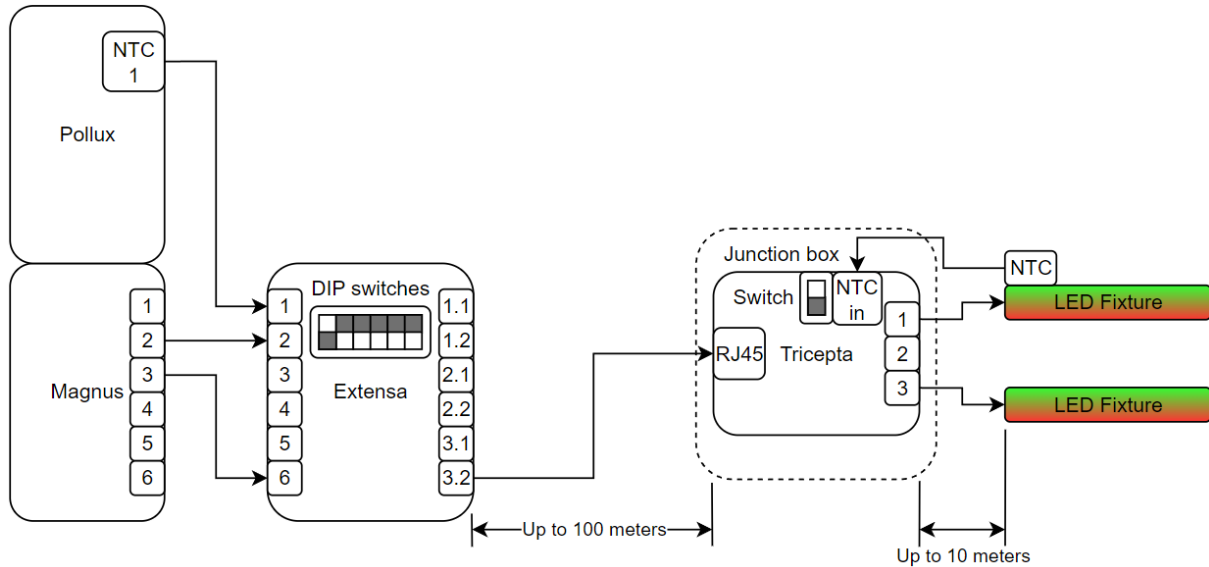 NTC
1
Pollux
Magnus
1
2
3
4
5
6
DIP switches
1
2
3
4
5
6
Extensa
1.1
1.2
2.1
2.2
3.1
3.2
Up to 100 meters
Junction box
Switch
NTC
in
RJ45
Tricepta
1
2
3
NTC
LED Fixture
LED Fixture
Up to 10 meters